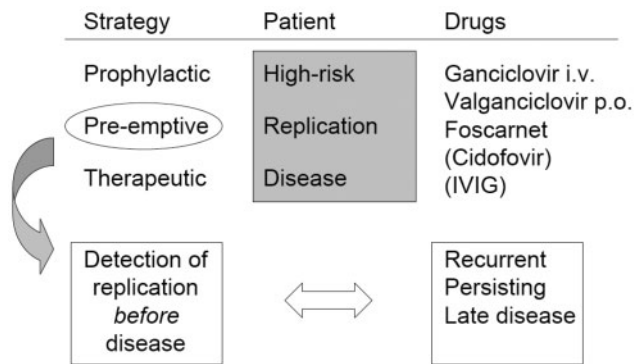 Strategy Patient Drugs
Prophylactic High-risk Ganciclovir i.v.
Valganciclovir p.o.
Pre-emptive Replication Foscarnet
(Cidofovir)
Therapeutic Disease (IVIG)
Detection of
replication
before
disease
Recurrent
Persisting
Late disease